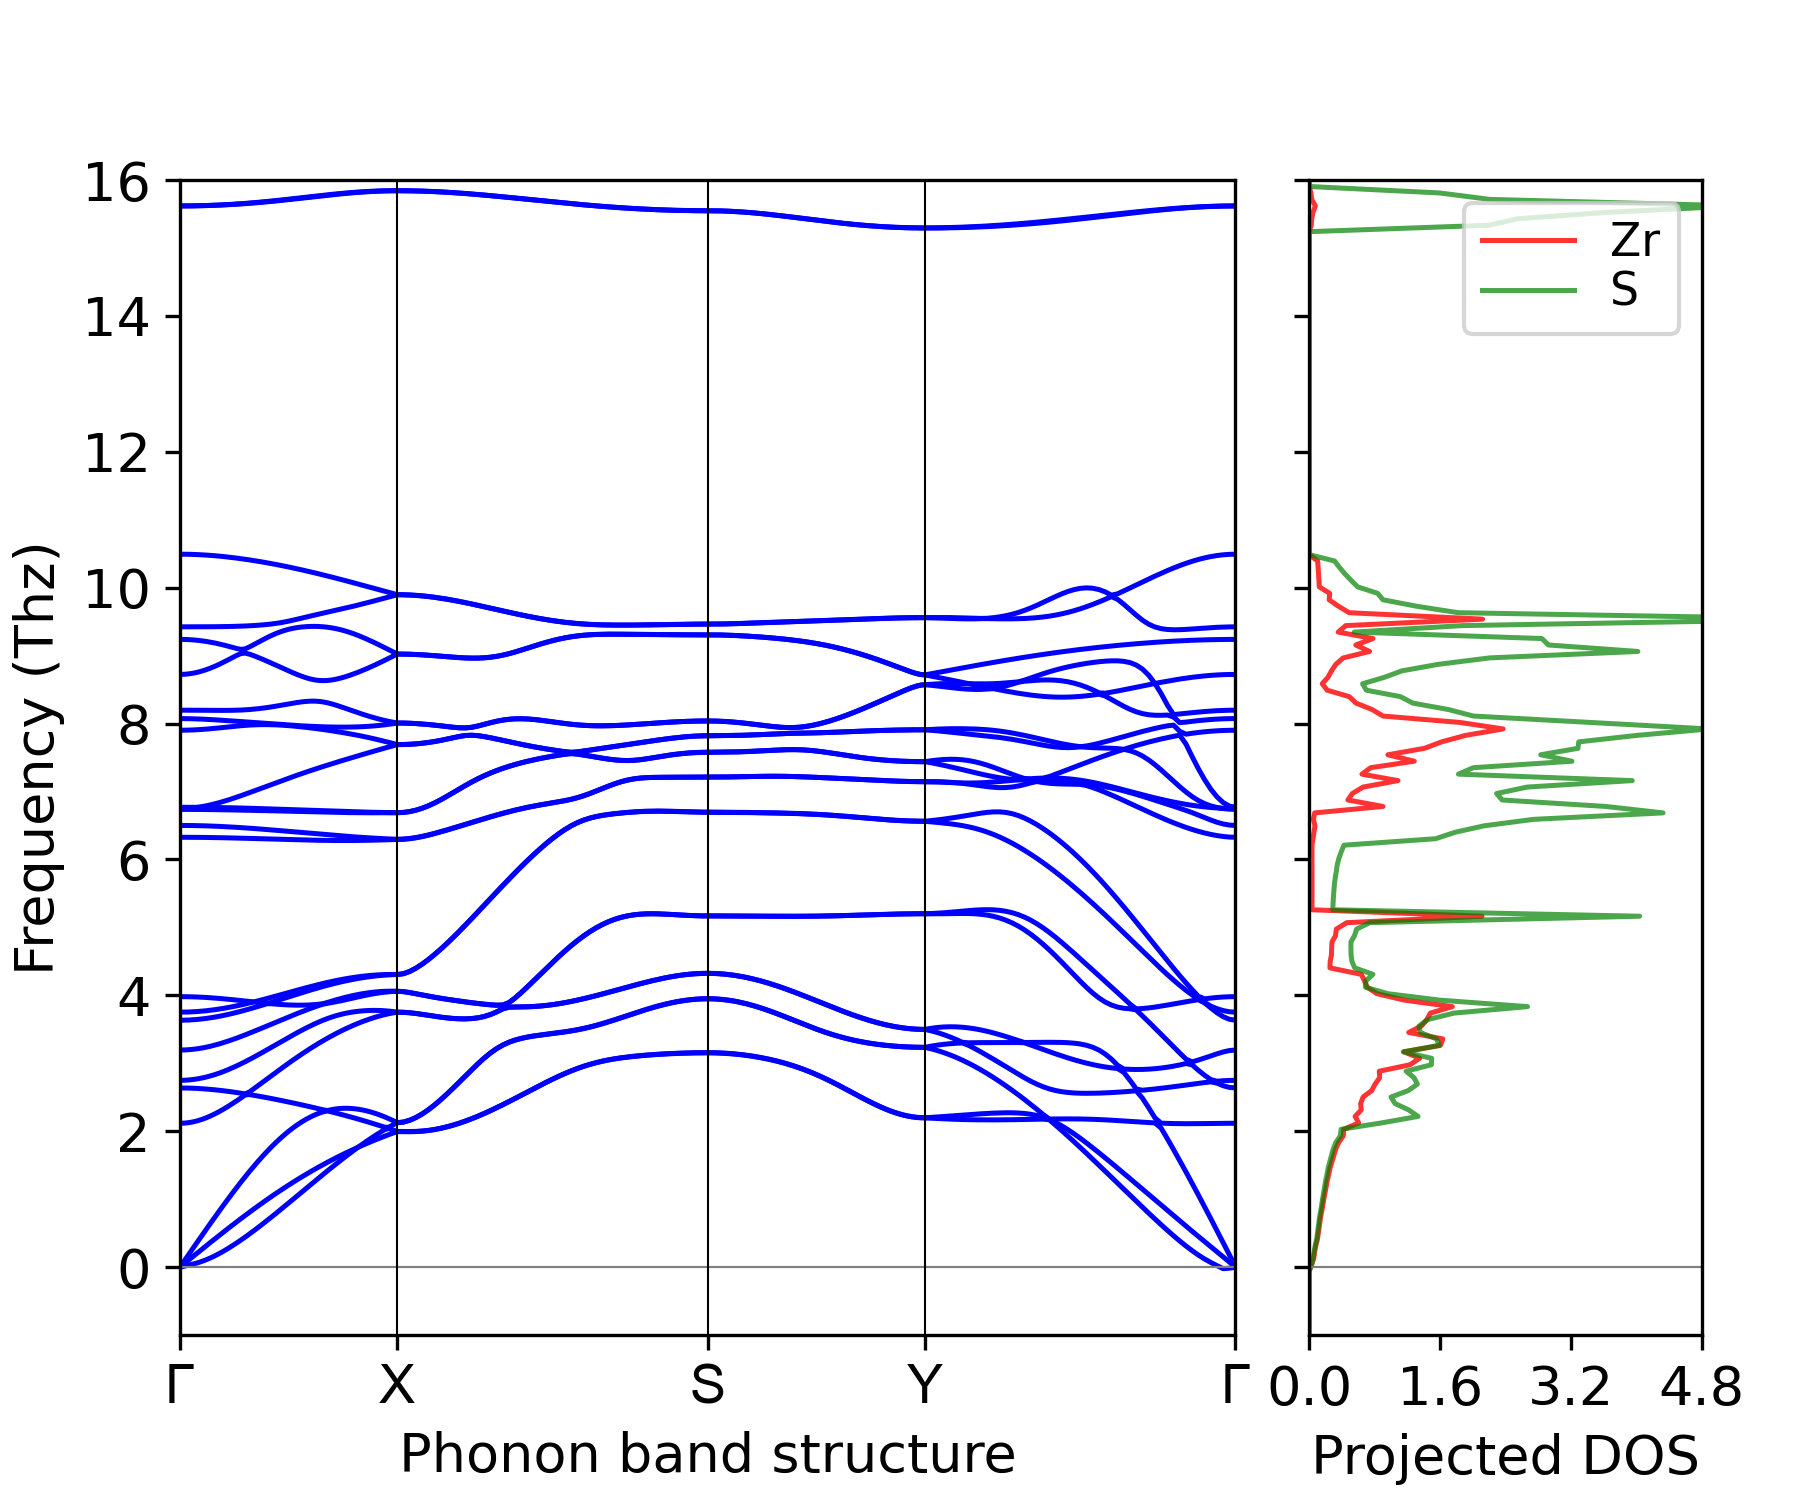 16
14
12
10
8
6
4
2
0
Frequency (Thz)
Γ X S Y Γ
Phonon band structure
Zr
S
0.0 1.6 3.2 4.8
Projected DOS